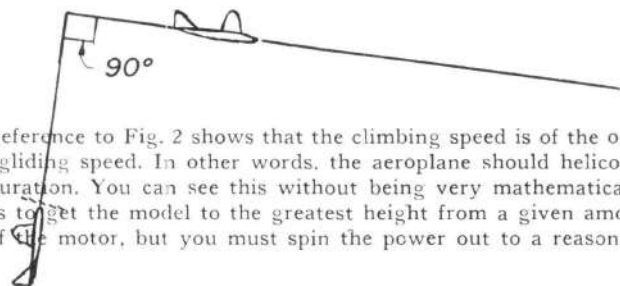 90°
eference to Fig. 2 shows that the climbing speed is of the o
gliding speed. In other words. the aeroplane should helico
uration. You can see this without being very mathematica
s to get the model to the greatest height from a given amo
f the motor, but you must spin the power out to a reason